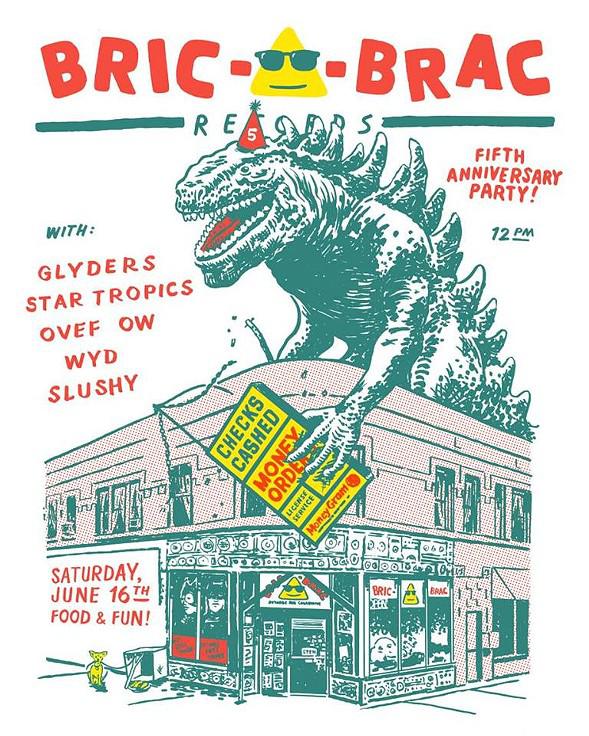 BRIC-A-BRAC
RECORDS
5
FIFTH
ANNIVERSARY
PARTY!
12 PM
WITH:
GLYDERS
STAR TROPICS
OVEF OW
WYD
SLUSHY
CHECKS
CASHED
MONEY
ORDER
LICENSE
SERVICE
MoneyGram
SATURDAY,
JUNE 16TH
FOOD & FUN!
BRIC BRAC